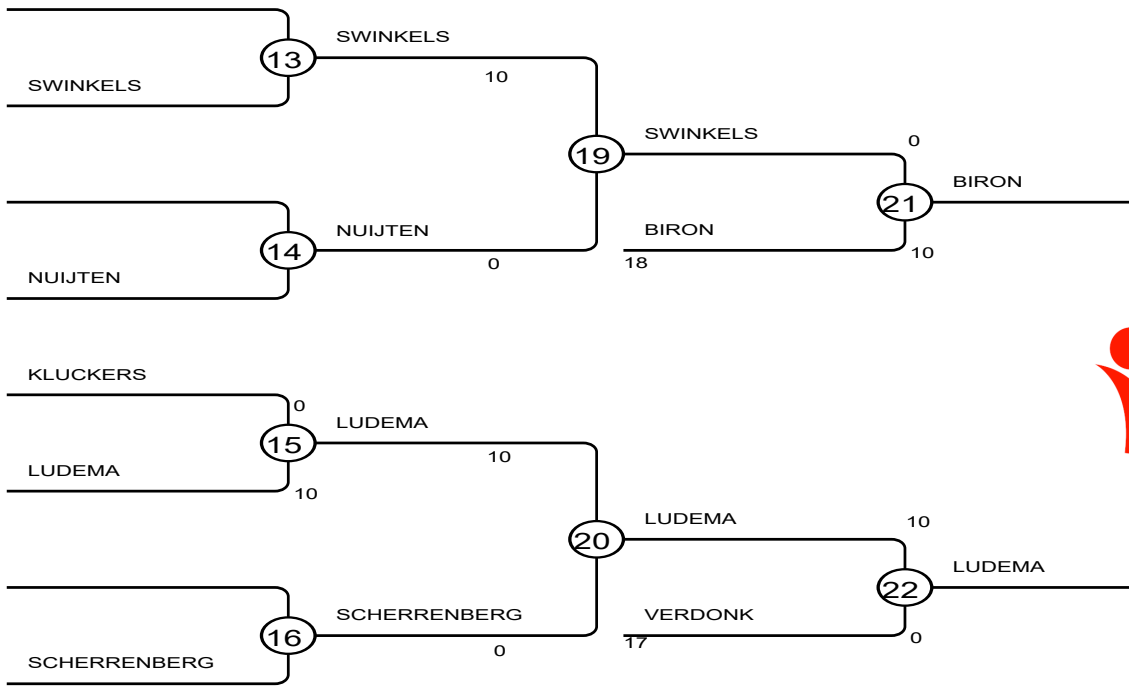 SWINKELS
13
10
SWINKELS
SWINKELS
0
19
BIRON
21
NUIJTEN
BIRON
14
0
18
10
NUIJTEN
KLUCKERS
0
LUDEMA
15
10
LUDEMA
10
LUDEMA
10
20
LUDEMA
22
SCHERRENBERG
VERDONK
16
0
17
0
SCHERRENBERG